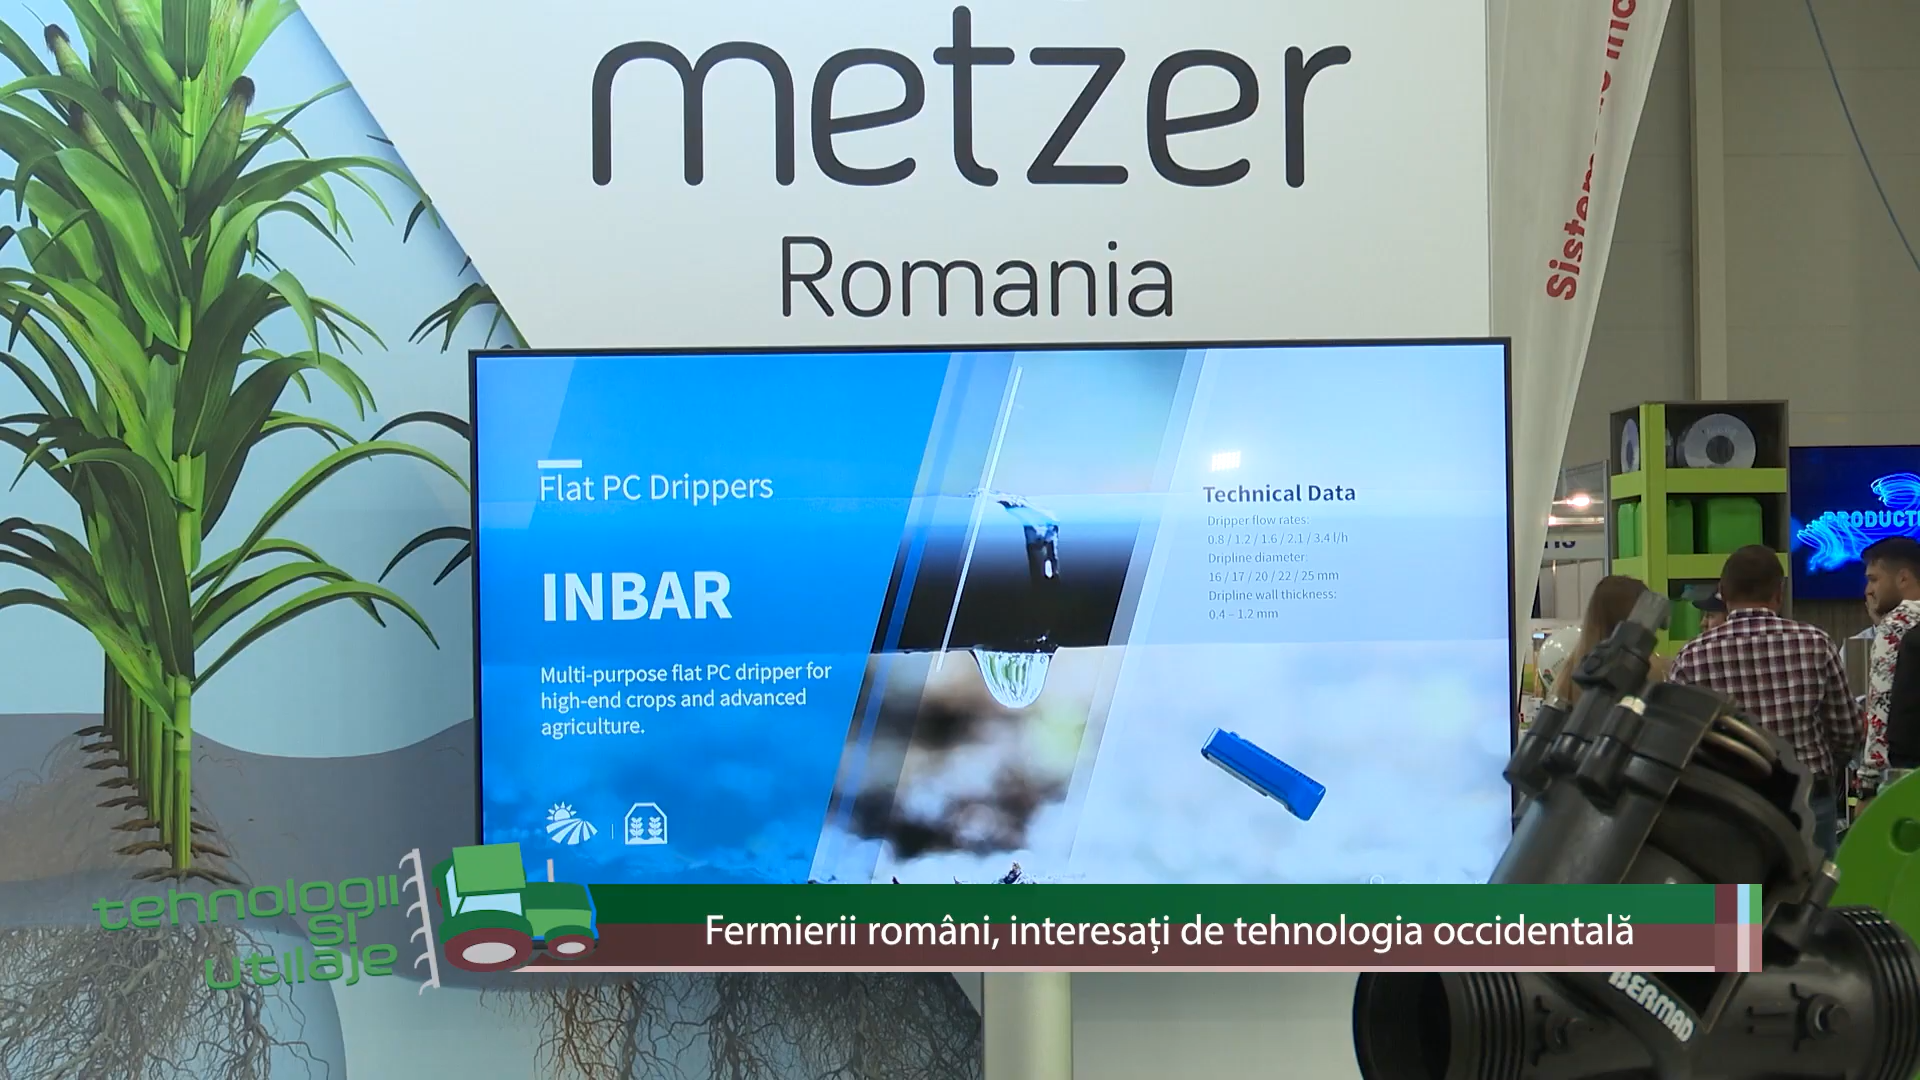 metzer
Romania
Flat PC Drippers
INBAR
Multi-purpose flat PC dripper for
high-end crops and advanced
agriculture.
Technical Data
Dripper flow rates:
0.8 / 1.2 / 1.6 / 2.1 / 3.4 l/h
Dripline diameter:
16 / 17 / 20 / 22 / 25 mm
Dripline wall thickness:
0.4 – 1.2 mm
tehnologii
si
utilaje
Fermierii români, interesați de tehnologia occidentală
BERMAD